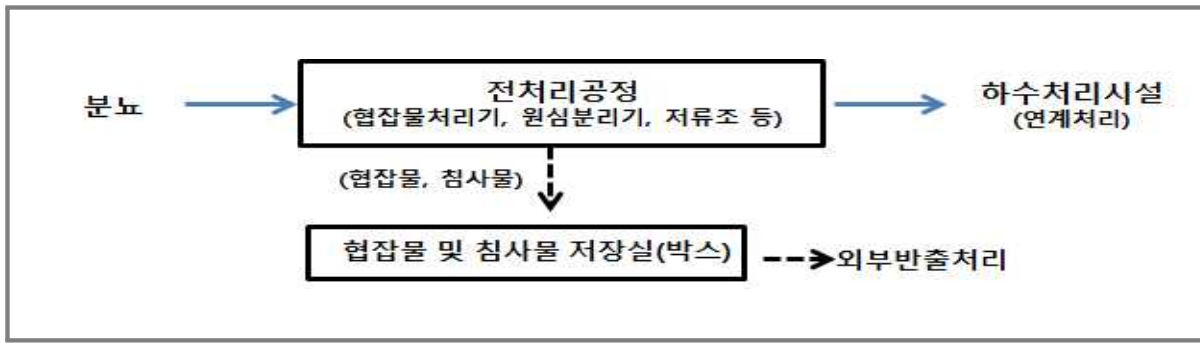 분뇨
전처리공정
(협잡물처리기, 원심분리기, 저류조 등)
하수처리시설
(연계처리)
(협잡물, 침사물)
협잡물 및 침사물 저장실(박스)
외부반출처리